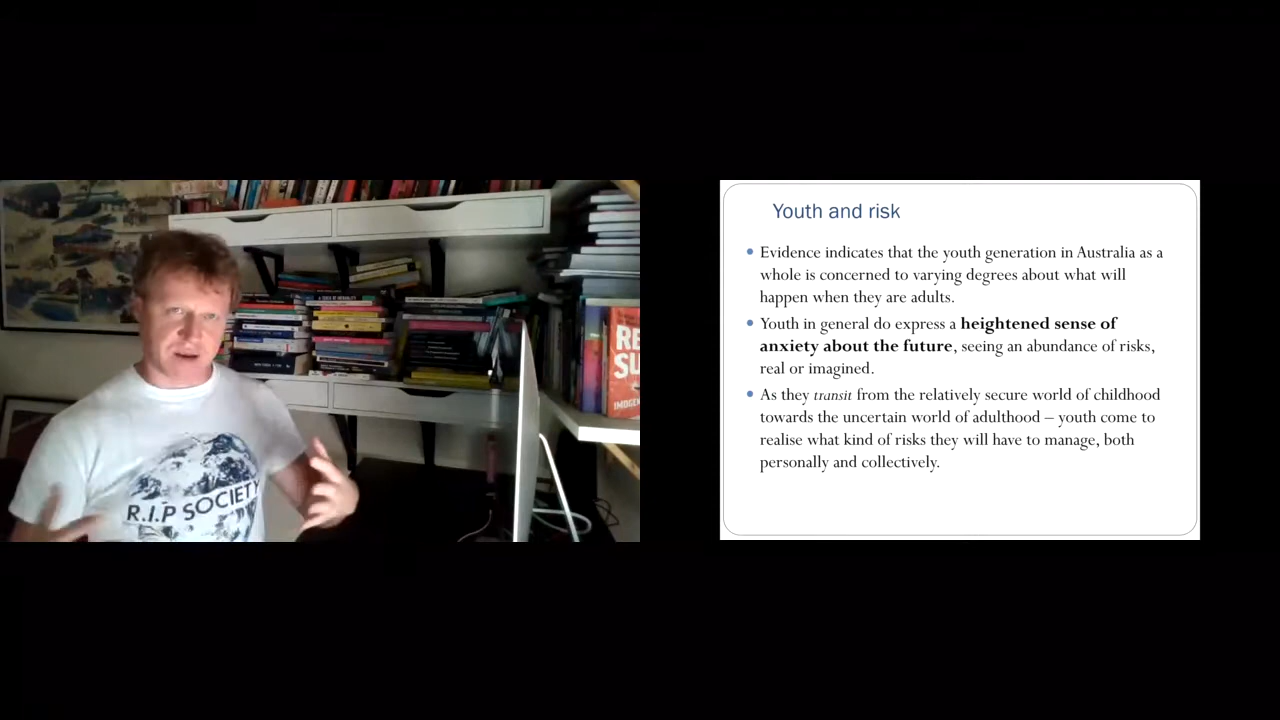 R.I.P SOCIETY
RE
SU
IMOGEN
Youth and risk
• Evidence indicates that the youth generation in Australia as a
whole is concerned to varying degrees about what will
happen when they are adults.
• Youth in general do express a heightened sense of
anxiety about the future, seeing an abundance of risks,
real or imagined.
• As they transit from the relatively secure world of childhood
towards the uncertain world of adulthood – youth come to
realise what kind of risks they will have to manage, both
personally and collectively.